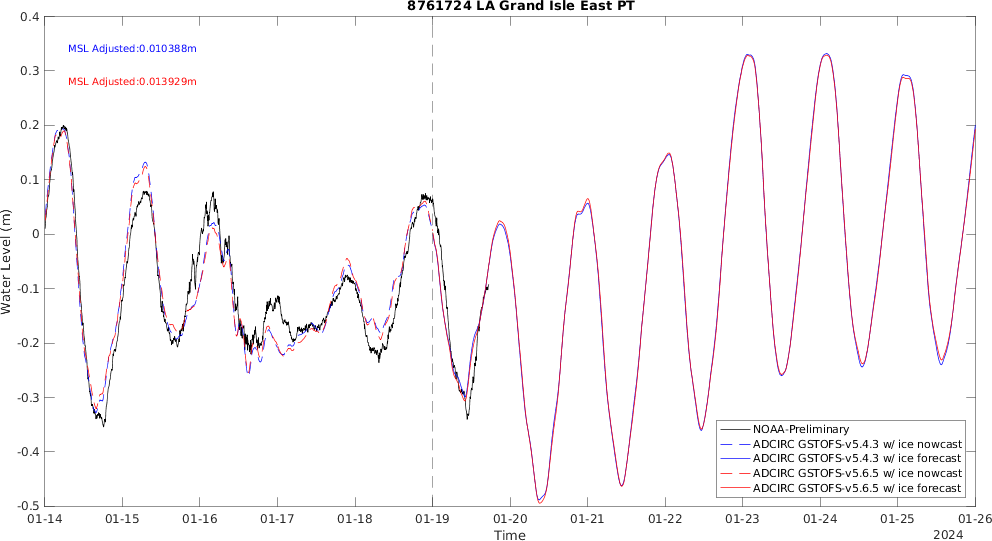 8761724 LA Grand Isle East PT
MSL Adjusted:0.010388m
MSL Adjusted:0.013929m
Water Level (m)
0.4
0.3
0.2
0.1
0
-0.1
-0.2
-0.3
-0.4
-0.5
NOAA-Preliminary
ADCIRC GSTOFS-v5.4.3 w/ ice nowcast
ADCIRC GSTOFS-v5.4.3 w/ ice forecast
ADCIRC GSTOFS-v5.6.5 w/ ice nowcast
ADCIRC GSTOFS-v5.6.5 w/ ice forecast
01-14 01-15 01-16 01-17 01-18 01-19 01-20 01-21 01-22 01-23 01-24 01-25 01-26
Time
2024